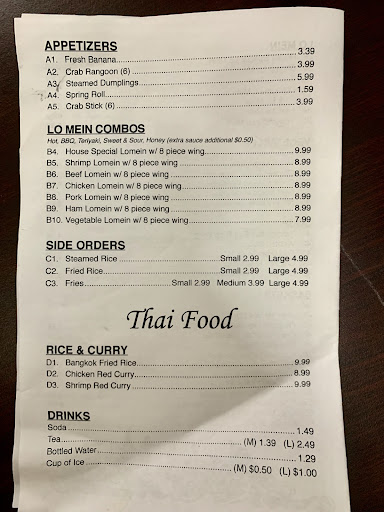 APPETIZERS
A1. Fresh Banana 3.39
A2. Crab Rangoon (6) 3.99
A3. Steamed Dumplings 5.99
A4. Spring Roll 1.59
A5. Crab Stick (6) 3.99
LO MEIN COMBOS
Hot, BBQ, Teriyaki, Sweet & Sour, Honey (extra sauce additional $0.50)
B4. House Special Lomein w/ 8 piece wing 9.99
B5. Shrimp Lomein w/ 8 piece wing 8.99
B6. Beef Lomein w/ 8 piece wing 8.99
B7. Chicken Lomein w/ 8 piece wing 8.99
B8. Pork Lomein w/ 8 piece wing 8.99
B9. Ham Lomein w/ 8 piece wing 8.99
B10. Vegetable Lomein w/ 8 piece wing 7.99
SIDE ORDERS
C1. Steamed Rice Small 2.99 Large 4.99
C2. Fried Rice Small 2.99 Large 4.99
C3. Fries Small 2.99 Medium 3.99 Large 4.99
Thai Food
RICE & CURRY
D1. Bangkok Fried Rice 9.99
D2. Chicken Red Curry 8.99
D3. Shrimp Red Curry 9.99
DRINKS
Soda 1.49
Tea (M) 1.39 (L) 2.49
Bottled Water 1.29
Cup of Ice (M) $0.50 (L) $1.00